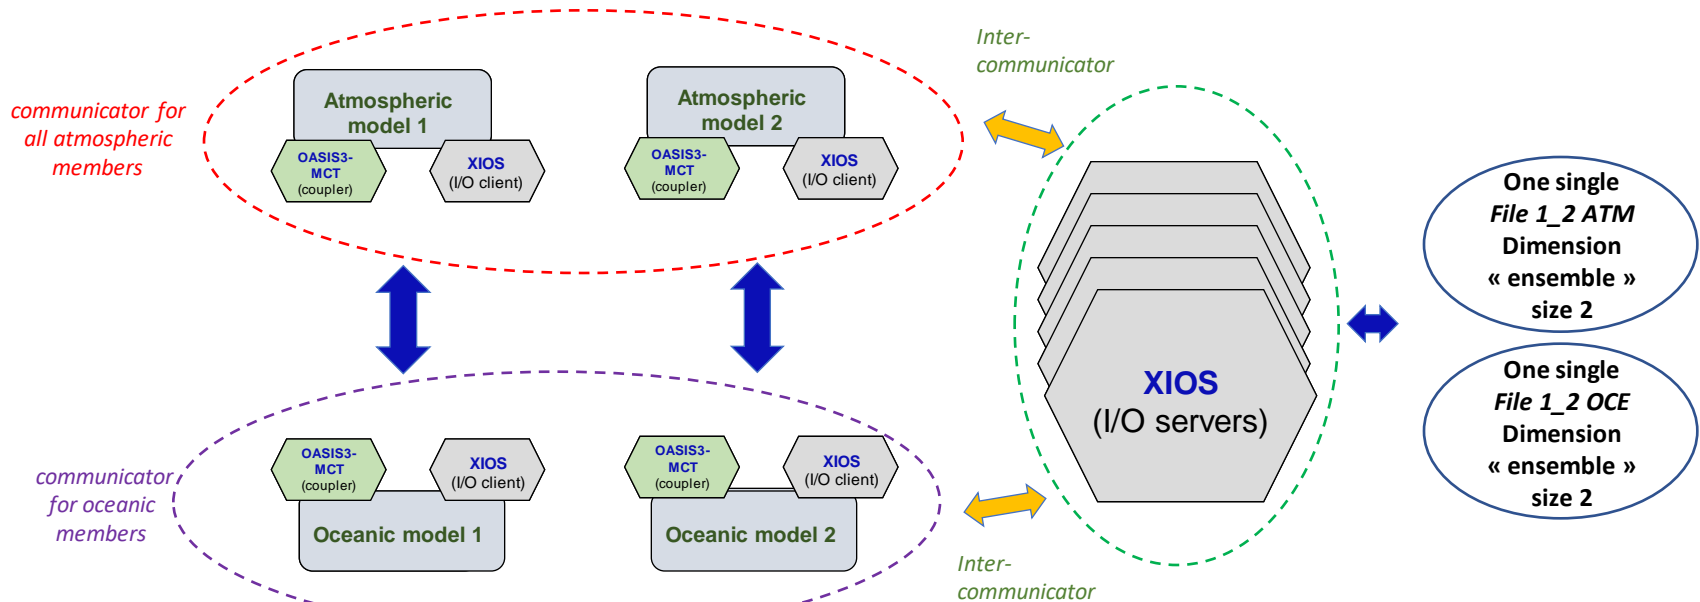 Inter-
communicator
communicator for
all atmospheric
members
Atmospheric
model 1
OASIS3-
MCT
(coupler)
XIOS
(I/O client)
Atmospheric
model 2
OASIS3-
MCT
(coupler)
XIOS
(I/O client)
One single
File 1_2 ATM
Dimension
« ensemble »
size 2
XIOS
(I/O servers)
One single
File 1_2 OCE
Dimension
« ensemble »
size 2
communicator
for oceanic
members
OASIS3-
MCT
(coupler)
XIOS
(I/O client)
Oceanic model 1
OASIS3-
MCT
(coupler)
XIOS
(I/O client)
Oceanic model 2
Inter-
communicator